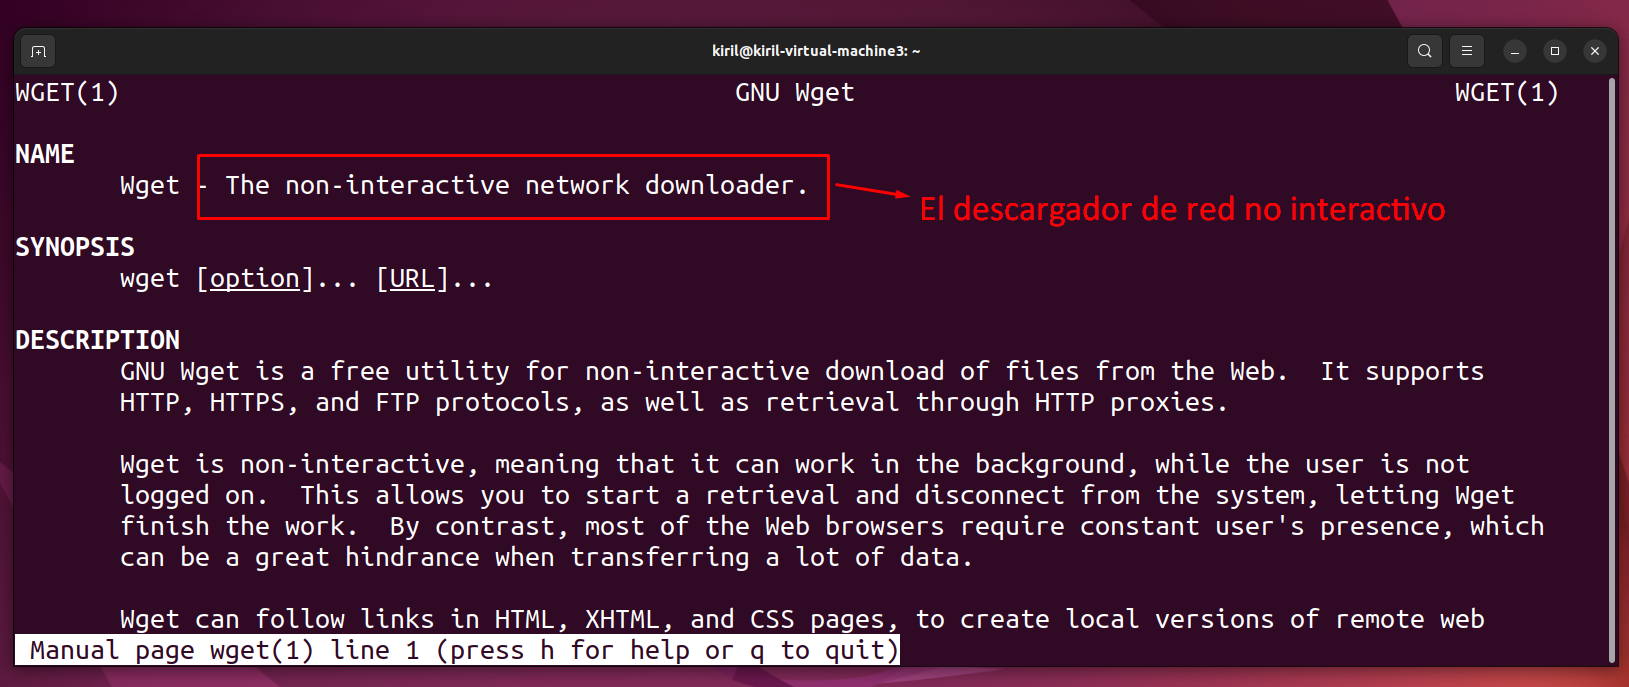 kiril@kiril-virtual-machine3: ~
WGET(1) GNU Wget WGET(1)
NAME
Wget - The non-interactive network downloader.
El descargador de red no interactivo
SYNOPSIS
wget [option]... [URL]...
DESCRIPTION
GNU Wget is a free utility for non-interactive download of files from the Web.  It supports
HTTP, HTTPS, and FTP protocols, as well as retrieval through HTTP proxies.
Wget is non-interactive, meaning that it can work in the background, while the user is not
logged on.  This allows you to start a retrieval and disconnect from the system, letting Wget
finish the work.  By contrast, most of the Web browsers require constant user's presence, which
can be a great hindrance when transferring a lot of data.
Wget can follow links in HTML, XHTML, and CSS pages, to create local versions of remote web
Manual page wget(1) line 1 (press h for help or q to quit)